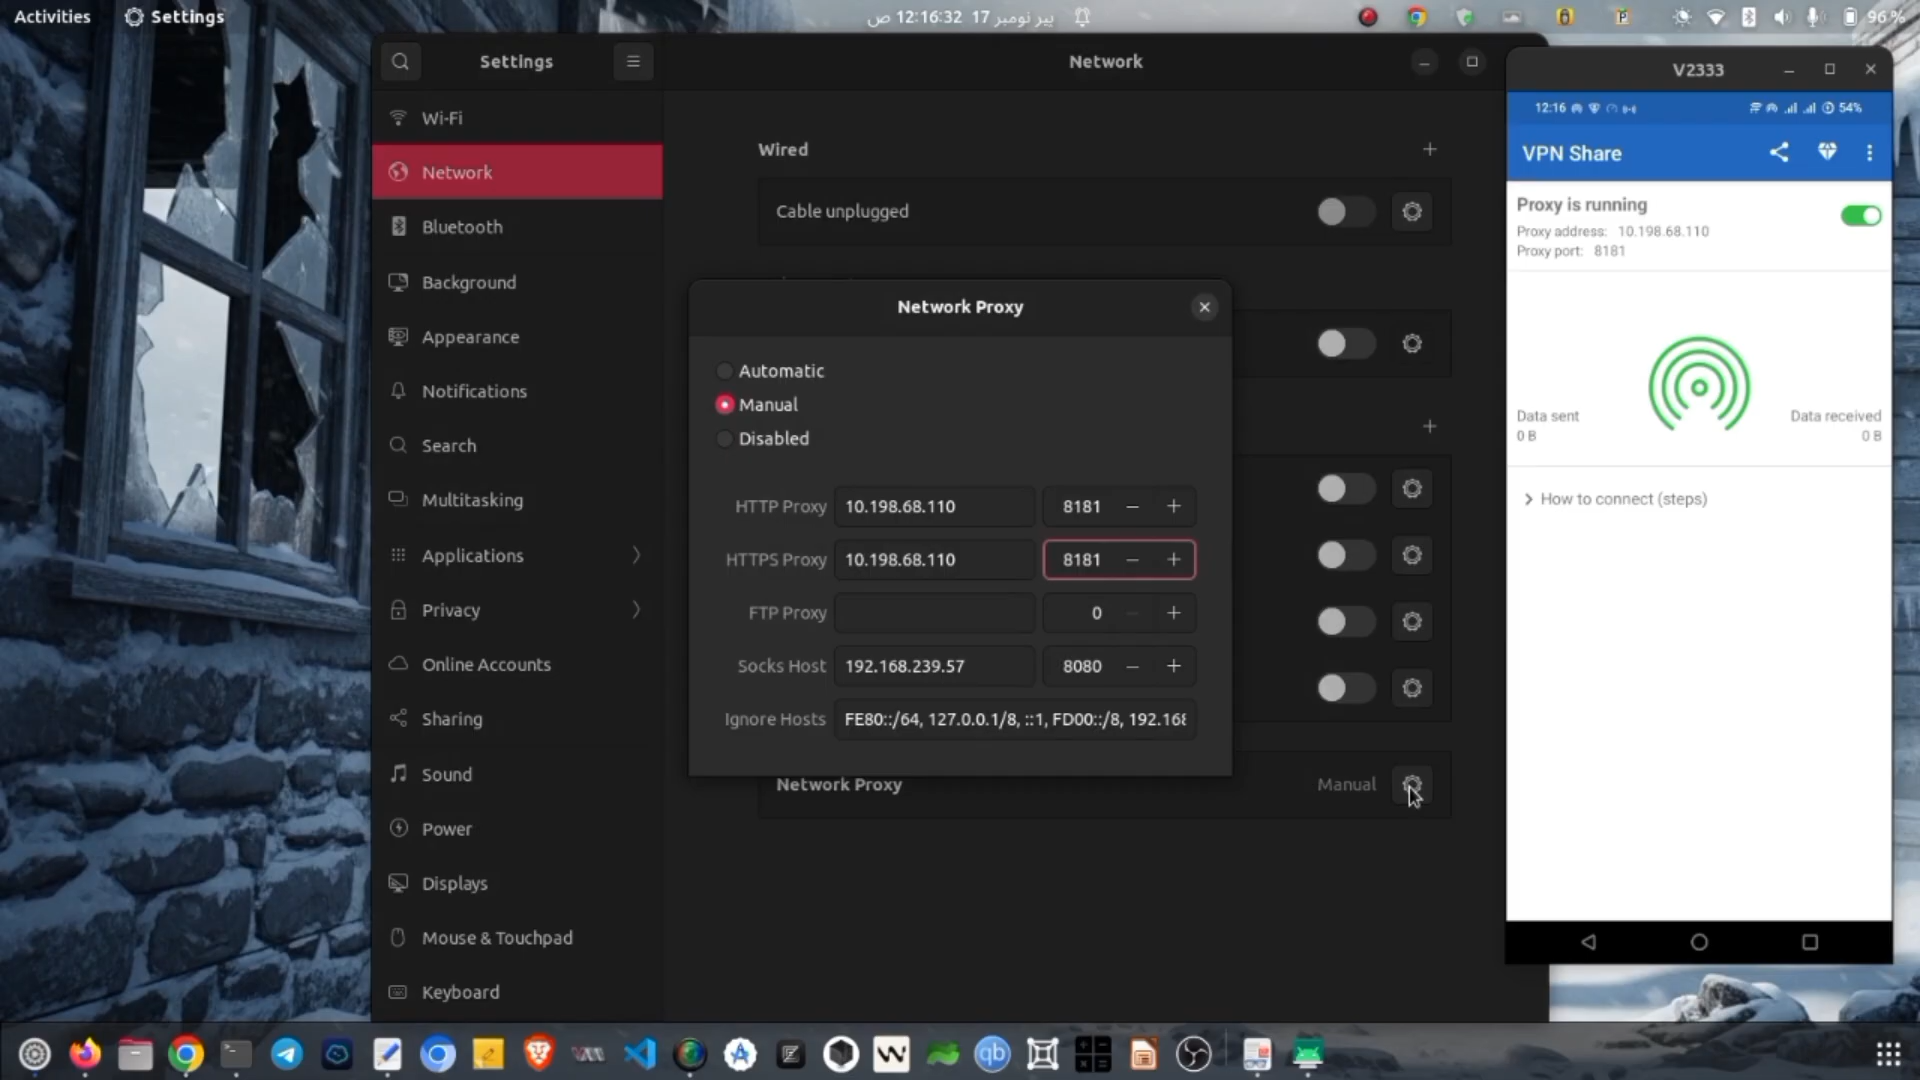 Activities
Settings
پیر نومبر 17 12:16:32 ص
96 %
Settings
Network
Wi-Fi
Network
Bluetooth
Background
Appearance
Notifications
Search
Multitasking
Applications
Privacy
Online Accounts
Sharing
Sound
Power
Displays
Mouse & Touchpad
Keyboard
Wired
Cable unplugged
Network Proxy
Automatic
Manual
Disabled
HTTP Proxy 10.198.68.110 8181
HTTPS Proxy 10.198.68.110 8181
FTP Proxy 0
Socks Host 192.168.239.57 8080
Ignore Hosts FE80::/64, 127.0.0.1/8, ::1, FD00::/8, 192.168
Network Proxy Manual
V2333
12:16
54%
VPN Share
Proxy is running
Proxy address: 10.198.68.110
Proxy port: 8181
Data sent
0 B
Data received
0 B
How to connect (steps)